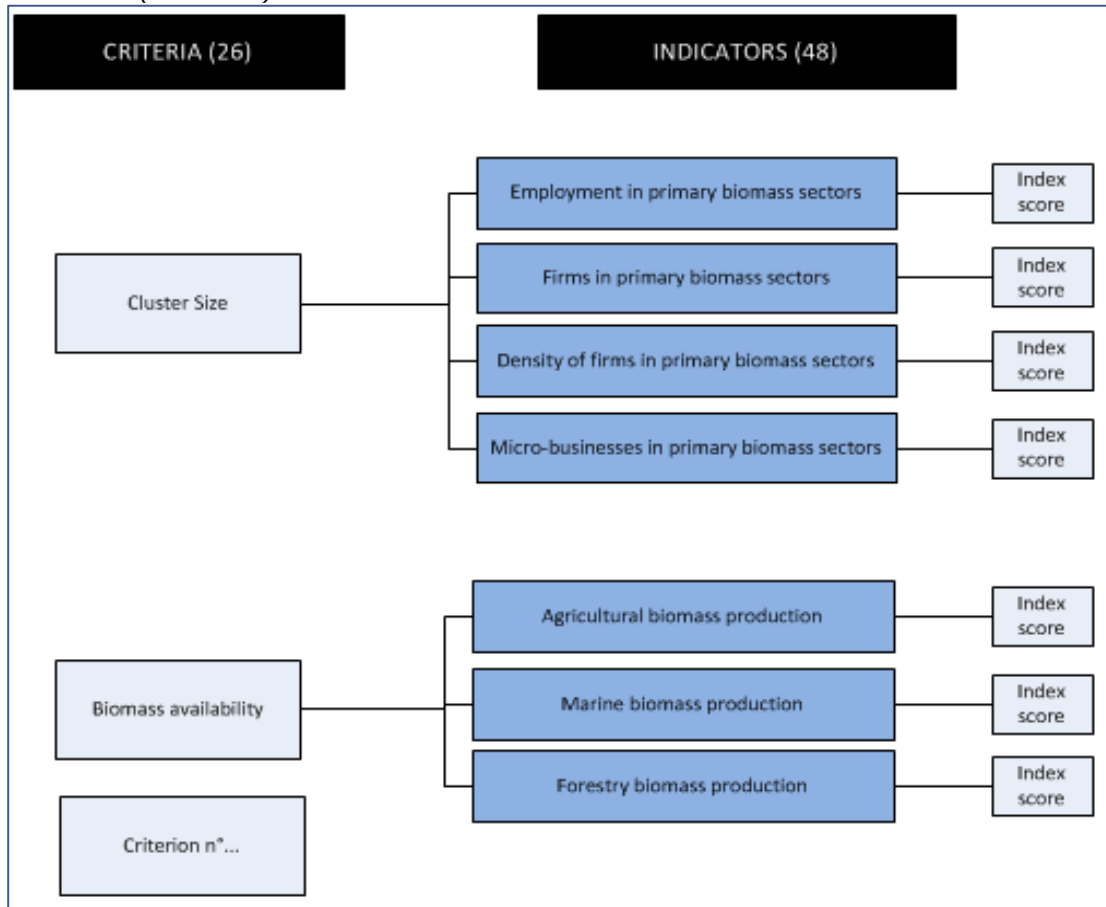 CRITERIA (26)
INDICATORS (48)
Employment in primary biomass sectors
Index
score
Firms in primary biomass sectors
Index
score
Cluster Size
Density of firms in primary biomass sectors
Index
score
Micro-businesses in primary biomass sectors
Index
score
Agricultural biomass production
Index
score
Biomass availability
Marine biomass production
Index
score
Forestry biomass production
Index
score
Criterion n°...